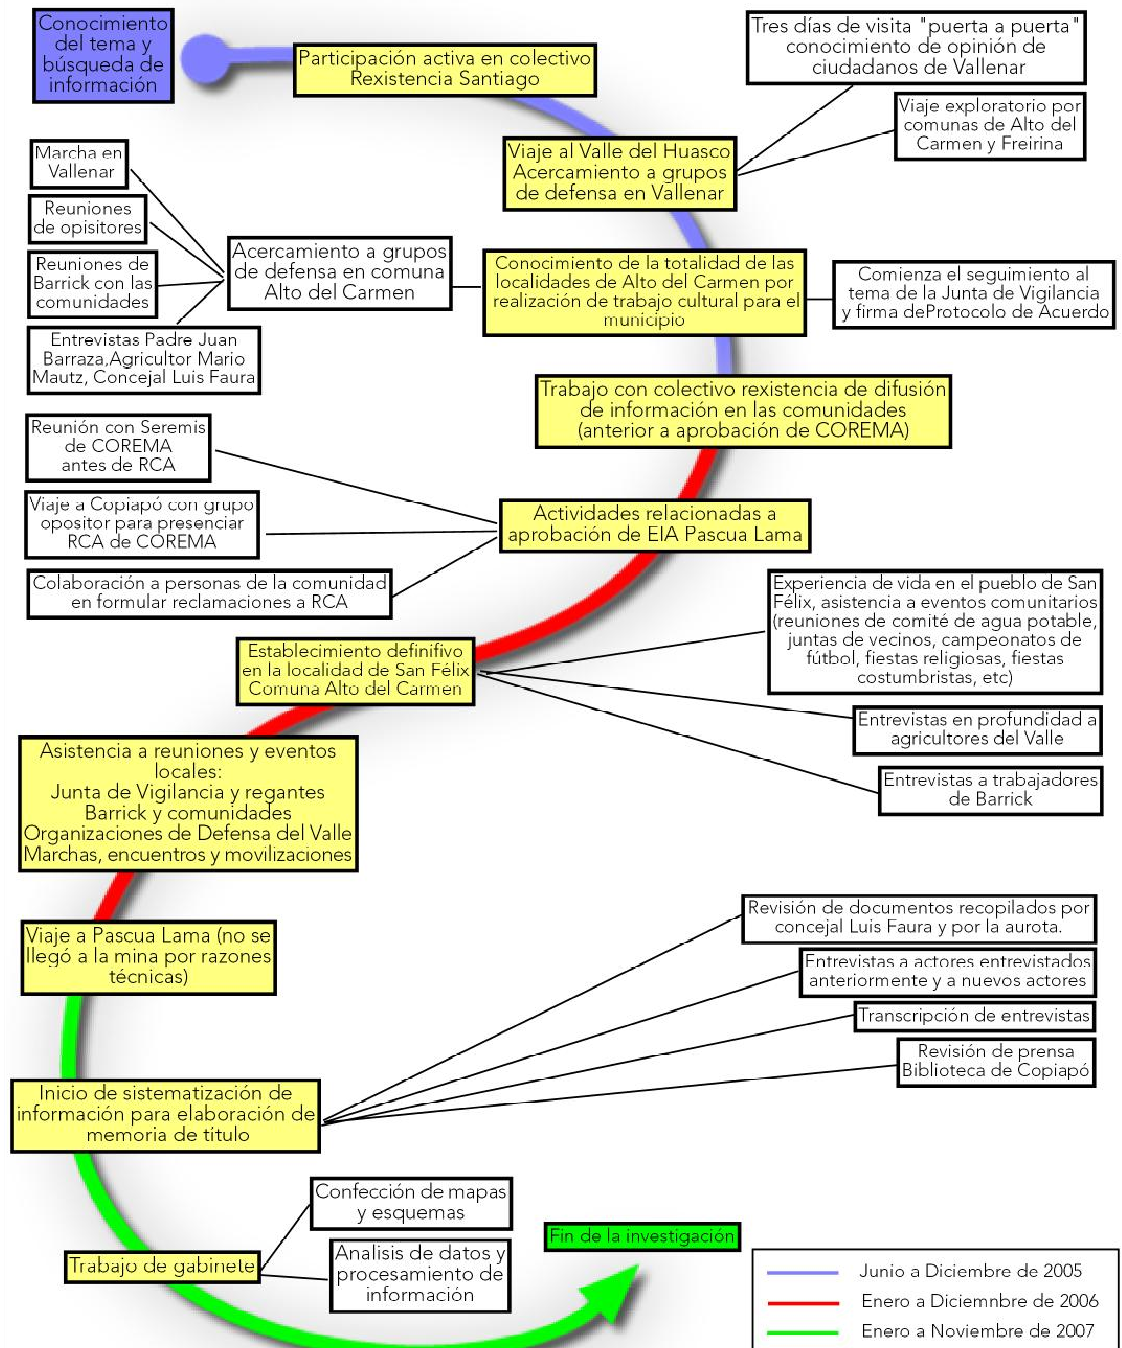 Conocimiento
del tema y
búsqueda de
información
Participación activa en colectivo
Rexistencia Santiago
Tres días de visita "puerta a puerta"
conocimiento de opinión de
ciudadanos de Vallenar
Viaje exploratorio por
comunas de Alto del
Carmen y Freirina
Viaje al Valle del Huasco
Acercamiento a grupos
de defensa en Vallenar
Marcha en
Vallenar
Reuniones
de opisitores
Reuniones de
Barrick con las
comunidades
Entrevistas Padre Juan
Barraza,Agricultor Mario
Mautz, Concejal Luis Faura
Acercamiento a grupos
de defensa en comuna
Alto del Carmen
Conocimiento de la totalidad de las
localidades de Alto del Carmen por
realización de trabajo cultural para el
municipio
Comienza el seguimiento al
tema de la Junta de Vigilancia
y firma deProtocolo de Acuerdo
Trabajo con colectivo rexistencia de difusión
de información en las comunidades
(anterior a aprobación de COREMA)
Reunión con Seremis
de COREMA
antes de RCA
Viaje a Copiapó con grupo
opositor para presenciar
RCA de COREMA
Colaboración a personas de la comunidad
en formular reclamaciones a RCA
Actividades relacionadas a
aprobación de EIA Pascua Lama
Experiencia de vida en el pueblo de San
Félix, asistencia a eventos comunitarios
(reuniones de comité de agua potable,
juntas de vecinos, campeonatos de
fútbol, fiestas religiosas, fiestas
costumbristas, etc)
Establecimiento definifivo
en la localidad de San Félix
Comuna Alto del Carmen
Entrevistas en profundidad a
agricultores del Valle
Entrevistas a trabajadores
de Barrick
Asistencia a reuniones y eventos
locales:
Junta de Vigilancia y regantes
Barrick y comunidades
Organizaciones de Defensa del Valle
Marchas, encuentros y movilizaciones
Viaje a Pascua Lama (no se
llegó a la mina por razones
técnicas)
Revisión de documentos recopilados por
concejal Luis Faura y por la aurota.
Entrevistas a actores entrevistados
anteriormente y a nuevos actores
Transcripción de entrevistas
Revisión de prensa
Biblioteca de Copiapó
Inicio de sistematización de
información para elaboración de
memoria de título
Confección de mapas
y esquemas
Trabajo de gabinete
Analisis de datos y
procesamiento de
información
Fin de la investigación
Junio a Diciembre de 2005
Enero a Diciemnbre de 2006
Enero a Noviembre de 2007